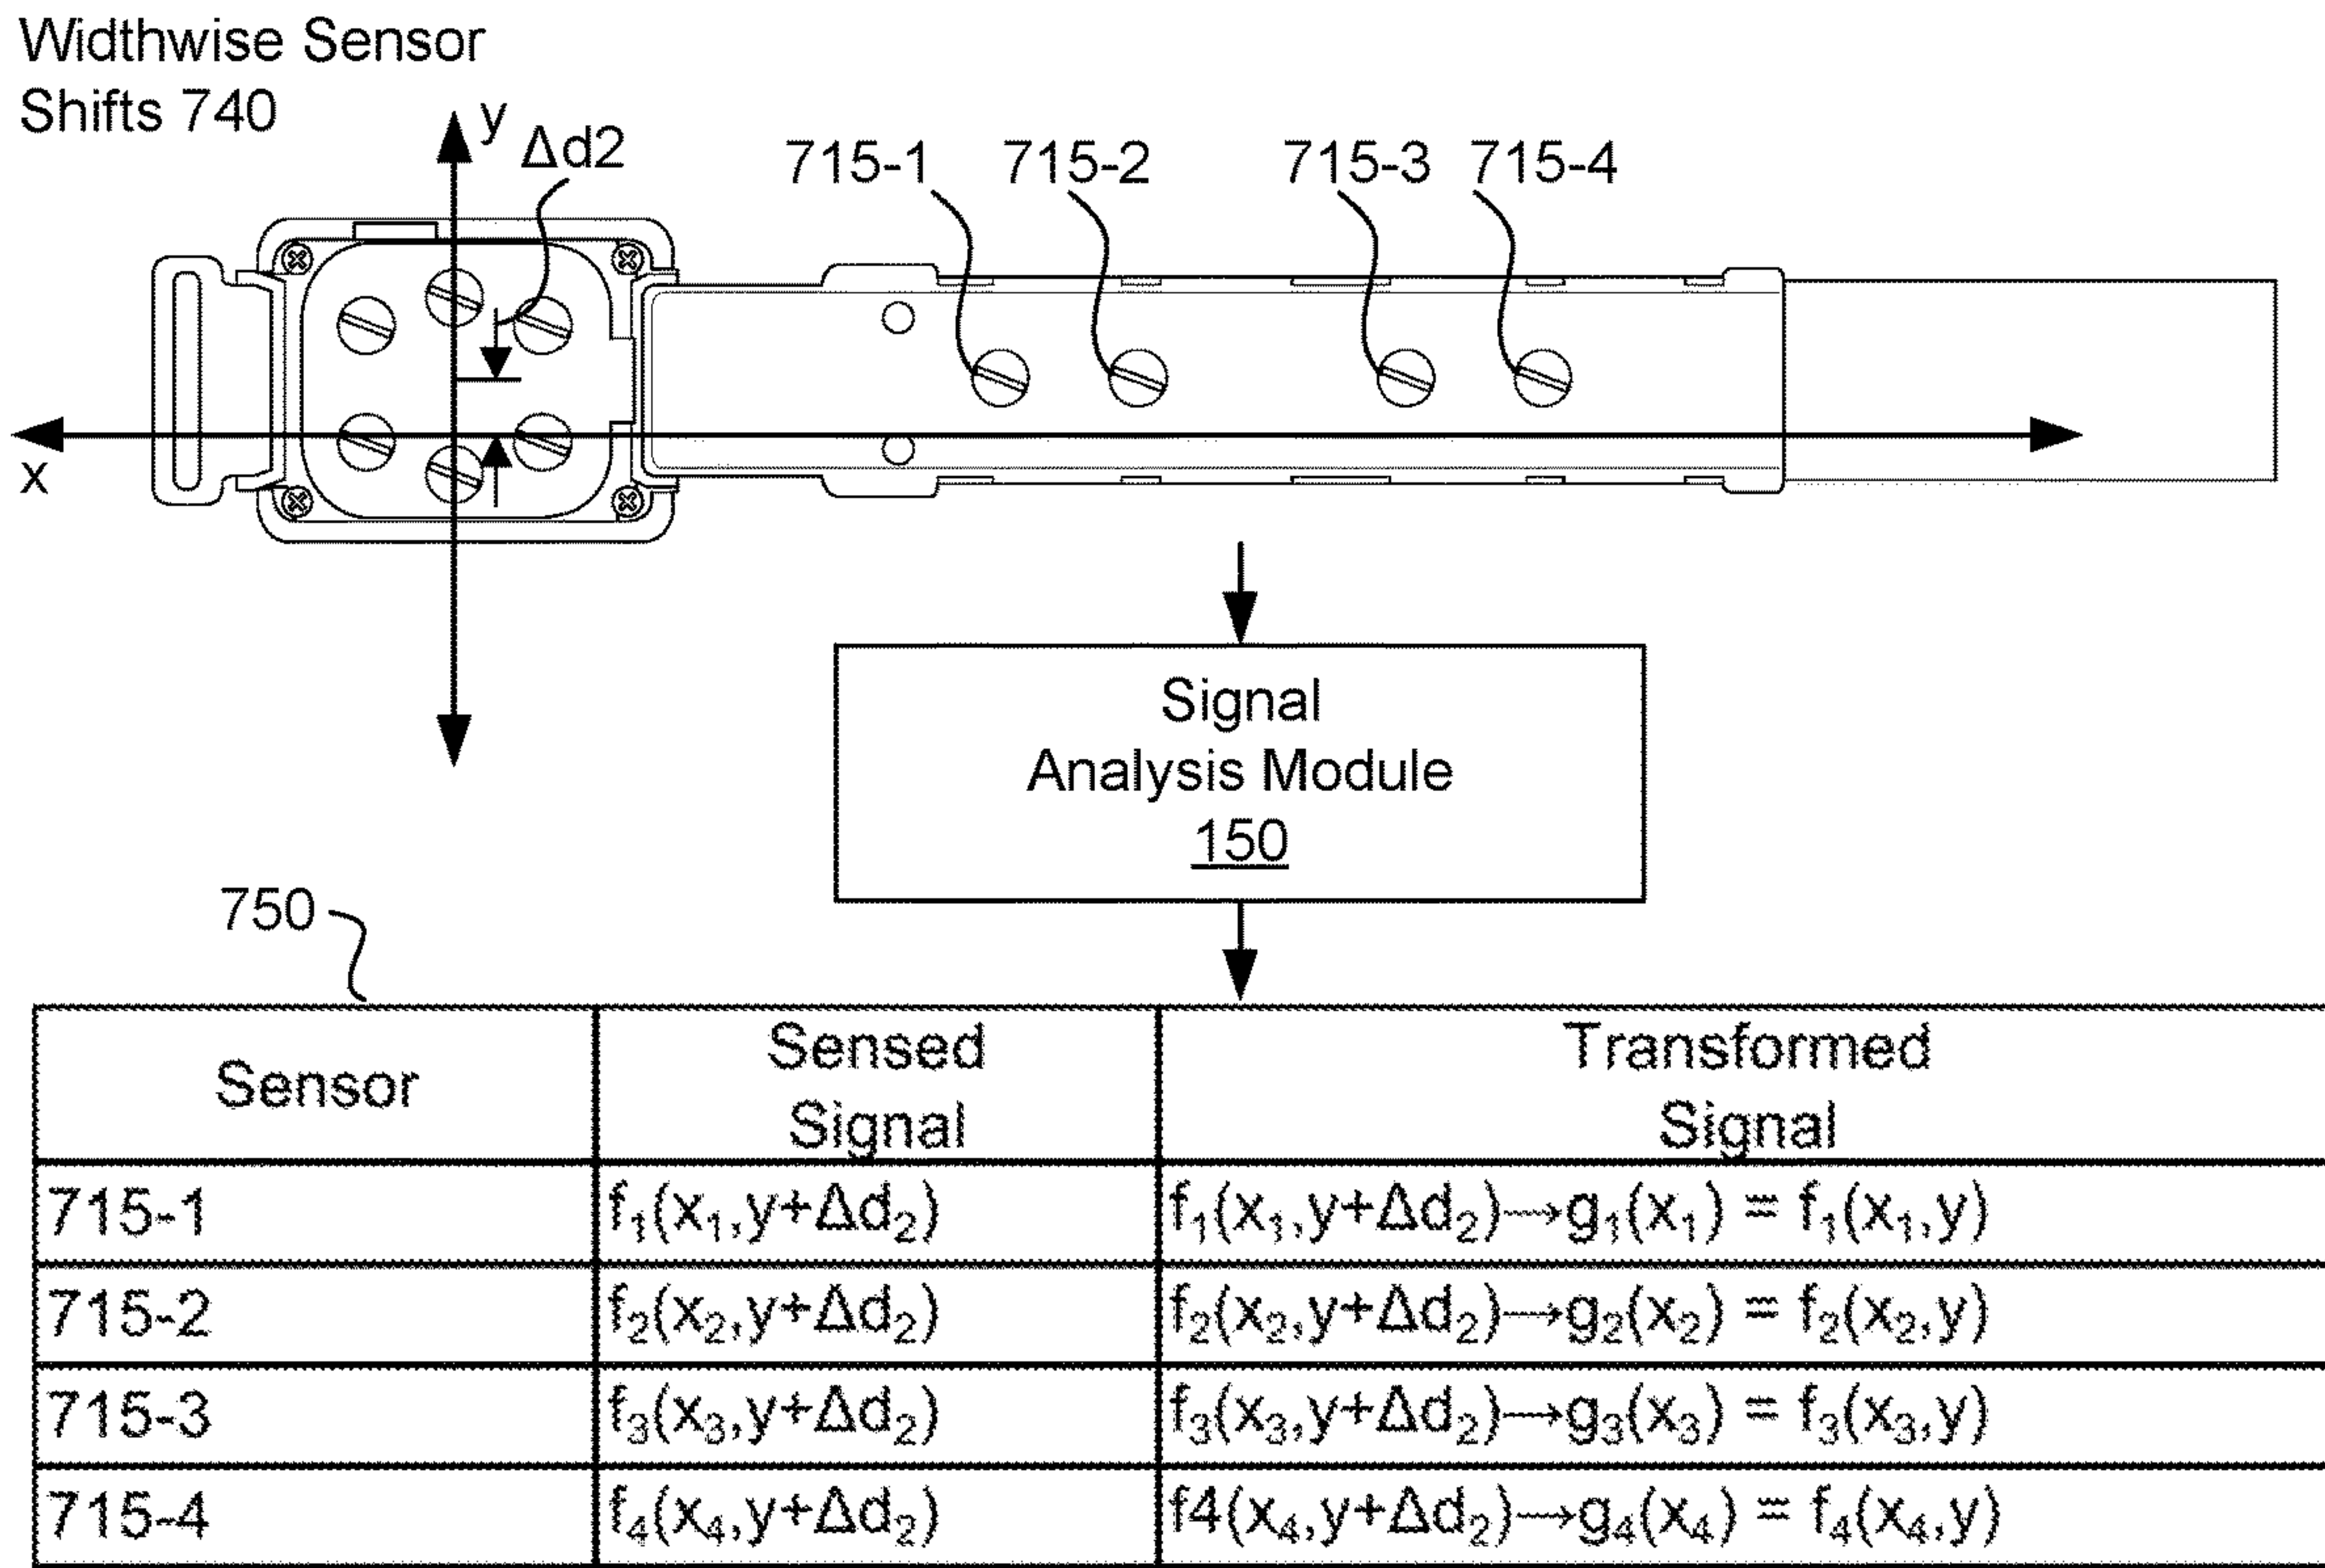 Widthwise Sensor
Shifts 740
y
Δd2
715-1 715-2 715-3 715-4
x
Signal
Analysis Module
150
750
Sensor Sensed Signal Transformed Signal
715-1 f₁(x₁,y+Δd₂) f₁(x₁,y+Δd₂)→g₁(x₁) = f₁(x₁,y)
715-2 f₂(x₂,y+Δd₂) f₂(x₂,y+Δd₂)→g₂(x₂) = f₂(x₂,y)
715-3 f₃(x₃,y+Δd₂) f₃(x₃,y+Δd₂)→g₃(x₃) = f₃(x₃,y)
715-4 f₄(x₄,y+Δd₂) f4(x₄,y+Δd₂)→g₄(x₄) = f₄(x₄,y)